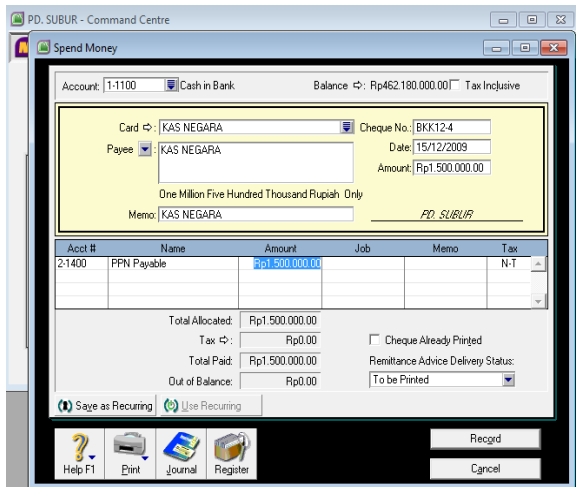 PD. SUBUR - Command Centre
Spend Money
Account: 1-1100 Cash in Bank Balance ⇨: Rp462.180.000.00 Tax Inclusive
Card ⇨: KAS NEGARA Cheque No.: BKK12-4
Payee : KAS NEGARA Date: 15/12/2009
Amount: Rp1.500.000.00
One Million Five Hundred Thousand Rupiah Only
Memo: KAS NEGARA PD. SUBUR
Acct # Name Amount Job Memo Tax
2-1400 PPN Payable Rp1.500.000.00 N-T
Total Allocated: Rp1.500.000.00
Tax ⇨: Rp0.00 Cheque Already Printed
Total Paid: Rp1.500.000.00 Remittance Advice Delivery Status:
Out of Balance: Rp0.00 To be Printed
Save as Recurring Use Recurring
Help F1 Print Journal Register Record
Cancel